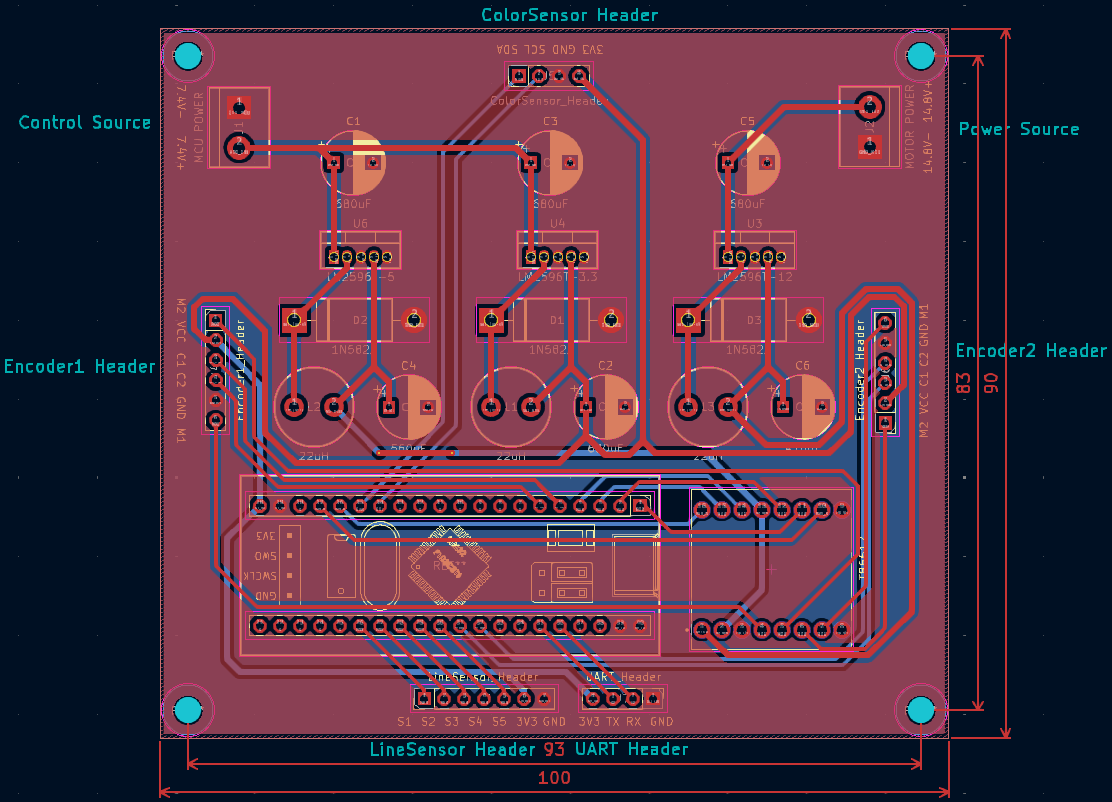 ColorSensor Header
3V3 GND SCL SDA
ColorSensor_Header
7.4V- 7.4V+
MCU POWER
J1
MOTOR POWER
14.8V- 14.8V+
Control Source
Power Source
C1
C3
C5
680uF
680uF
680uF
U6
U4
U3
LM2596T-5
LM2596T-3.3
LM2596T-12
D2
D1
D3
1N582
1N582
1N582
M2 VCC C1 C2 GND M1
Encoder1_Header
Encoder2_Header
M2 VCC C1 C2 GND M1
Encoder1 Header
Encoder2 Header
83
90
C4
C2
C6
22uH
22uH
22uH
3V3
SWO
SWCLK
GND
LineSensor_Header
UART_Header
S1 S2 S3 S4 S5 3V3 GND
3V3 TX RX GND
LineSensor Header 93 UART Header
100